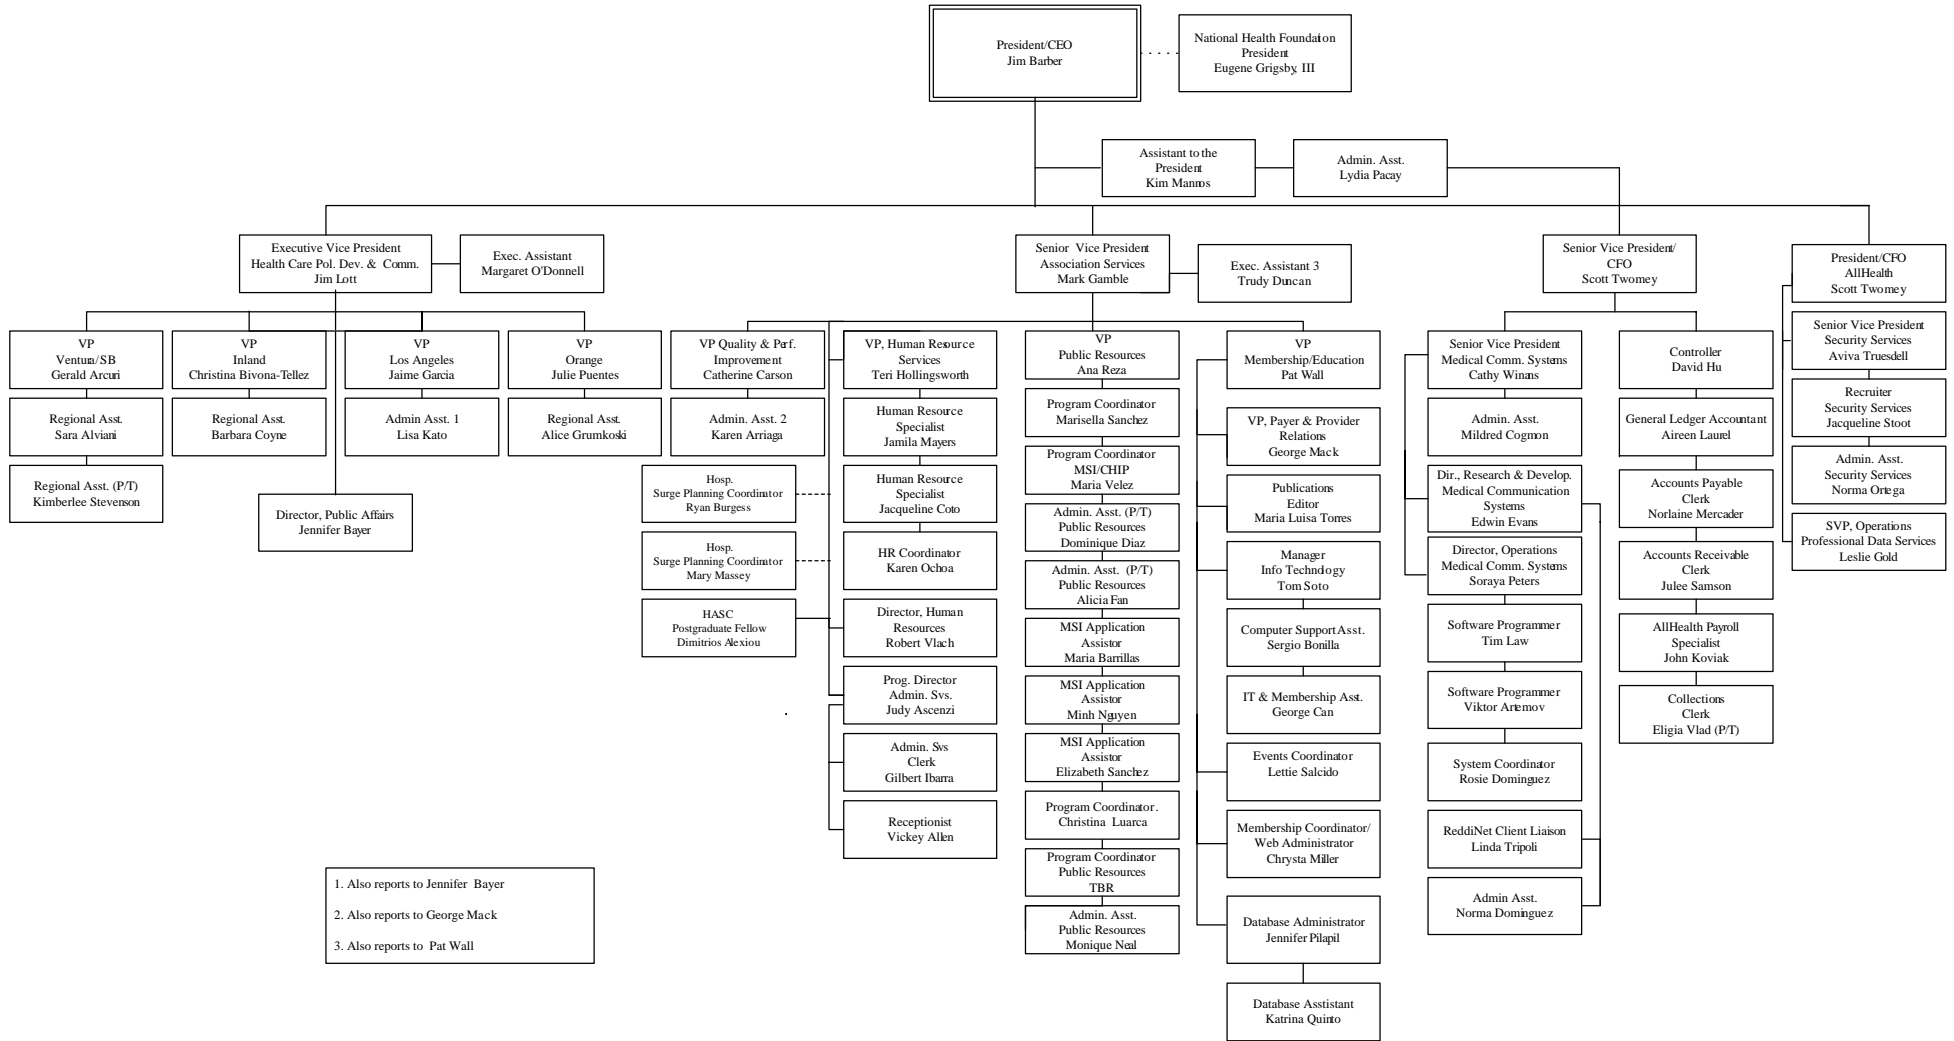 President/CEO
Jim Barber
National Health Foundation
President
Eugene Grigsby, III
Assistant to the
President
Kim Mannos
Admin. Asst.
Lydia Pacay
Executive Vice President
Health Care Pol. Dev. & Comm.
Jim Lott
Exec. Assistant
Margaret O'Donnell
Senior Vice President
Association Services
Mark Gamble
Exec. Assistant 3
Trudy Duncan
Senior Vice President/
CFO
Scott Twomey
President/CFO
AllHealth
Scott Twomey
VP
Ventura/SB
Gerald Arcuri
Regional Asst.
Sara Alviani
Regional Asst. (P/T)
Kimberlee Stevenson
VP
Inland
Christina Bivona-Tellez
Regional Asst.
Barbara Coyne
VP
Los Angeles
Jaime Garcia
Admin Asst. 1
Lisa Kato
VP
Orange
Julie Puentes
Regional Asst.
Alice Grumkoski
Director, Public Affairs
Jennifer Bayer
VP Quality & Perf.
Improvement
Catherine Carson
Admin. Asst. 2
Karen Arriaga
Hosp.
Surge Planning Coordinator
Ryan Burgess
Hosp.
Surge Planning Coordinator
Mary Massey
HASC
Postgraduate Fellow
Dimitrios Alexiou
VP, Human Resource
Services
Teri Hollingsworth
Human Resource
Specialist
Jamila Mayers
Human Resource
Specialist
Jacqueline Coto
HR Coordinator
Karen Ochoa
Director, Human
Resources
Robert Vlach
Prog. Director
Admin. Svs.
Judy Ascenzi
Admin. Svs
Clerk
Gilbert Ibarra
Receptionist
Vickey Allen
VP
Public Resources
Ana Reza
Program Coordinator
Marisella Sanchez
Program Coordinator
MSI/CHIP
Maria Velez
Admin. Asst. (P/T)
Public Resources
Dominique Diaz
Admin. Asst. (P/T)
Public Resources
Alicia Fan
MSI Application
Assistor
Maria Barrillas
MSI Application
Assistor
Minh Nguyen
MSI Application
Assistor
Elizabeth Sanchez
Program Coordinator.
Christina Luarca
Program Coordinator
Public Resources
TBR
Admin. Asst.
Public Resources
Monique Neal
VP
Membership/Education
Pat Wall
VP, Payer & Provider
Relations
George Mack
Publications
Editor
Maria Luisa Torres
Manager
Info Technology
Tom Soto
Computer Support Asst.
Sergio Bonilla
IT & Membership Asst.
George Can
Events Coordinator
Lettie Salcido
Membership Coordinator/
Web Administrator
Chrysta Miller
Database Administrator
Jennifer Pilapil
Database Asstistant
Katrina Quinto
Senior Vice President
Medical Comm. Systems
Cathy Winans
Admin. Asst.
Mildred Cogmon
Dir., Research & Develop.
Medical Communication
Systems
Edwin Evans
Director, Operations
Medical Comm. Systems
Soraya Peters
Software Programmer
Tim Law
Software Programmer
Viktor Artemov
System Coordinator
Rosie Dominguez
ReddiNet Client Liaison
Linda Tripoli
Admin Asst.
Norma Dominguez
Controller
David Hu
General Ledger Accountant
Aireen Laurel
Accounts Payable
Clerk
Norlaine Mercader
Accounts Receivable
Clerk
Julee Samson
AllHealth Payroll
Specialist
John Koviak
Collections
Clerk
Eligia Vlad (P/T)
Senior Vice President
Security Services
Aviva Truesdell
Recruiter
Security Services
Jacqueline Stoot
Admin. Asst.
Security Services
Norma Ortega
SVP, Operations
Professional Data Services
Leslie Gold
1. Also reports to Jennifer Bayer
2. Also reports to George Mack
3. Also reports to Pat Wall